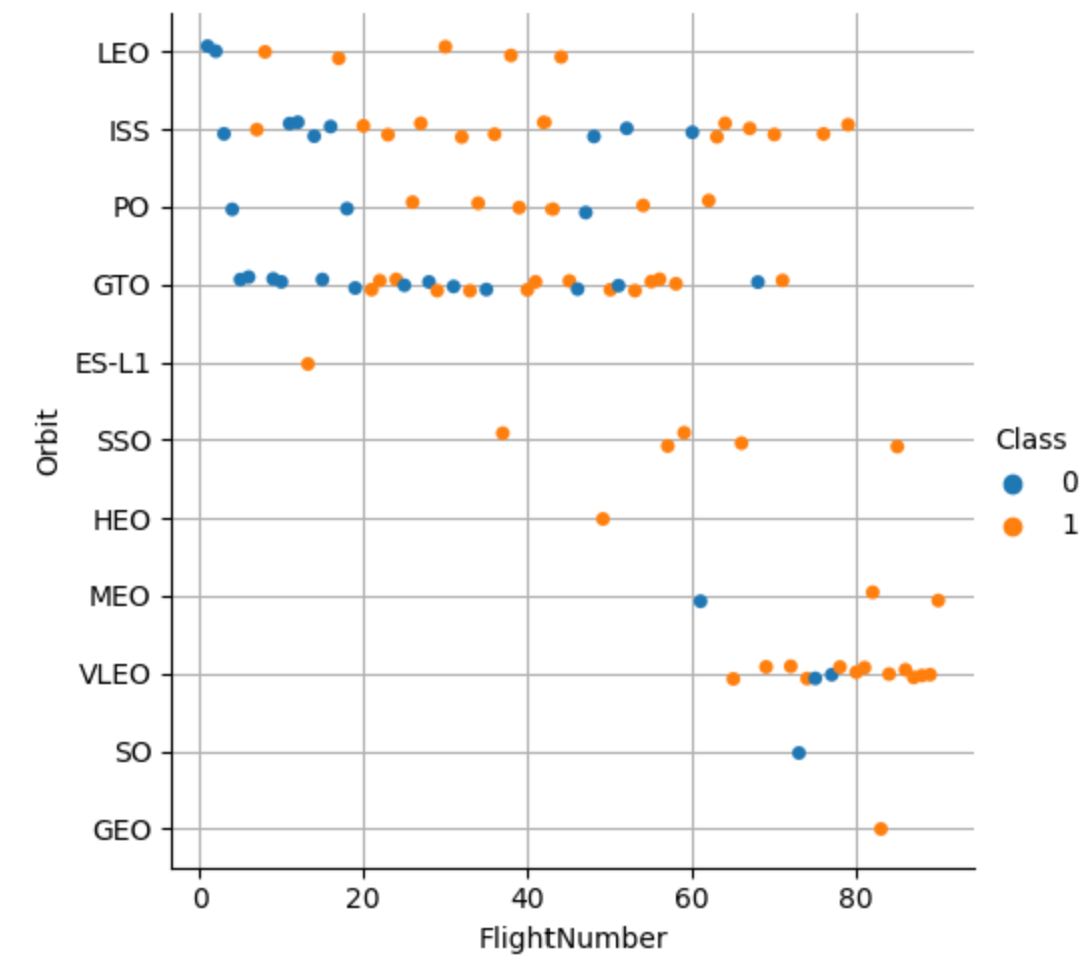 LEO
ISS
PO
GTO
ES-L1
SSO
HEO
MEO
VLEO
SO
GEO
Orbit
0 20 40 60 80
FlightNumber
Class
0
1